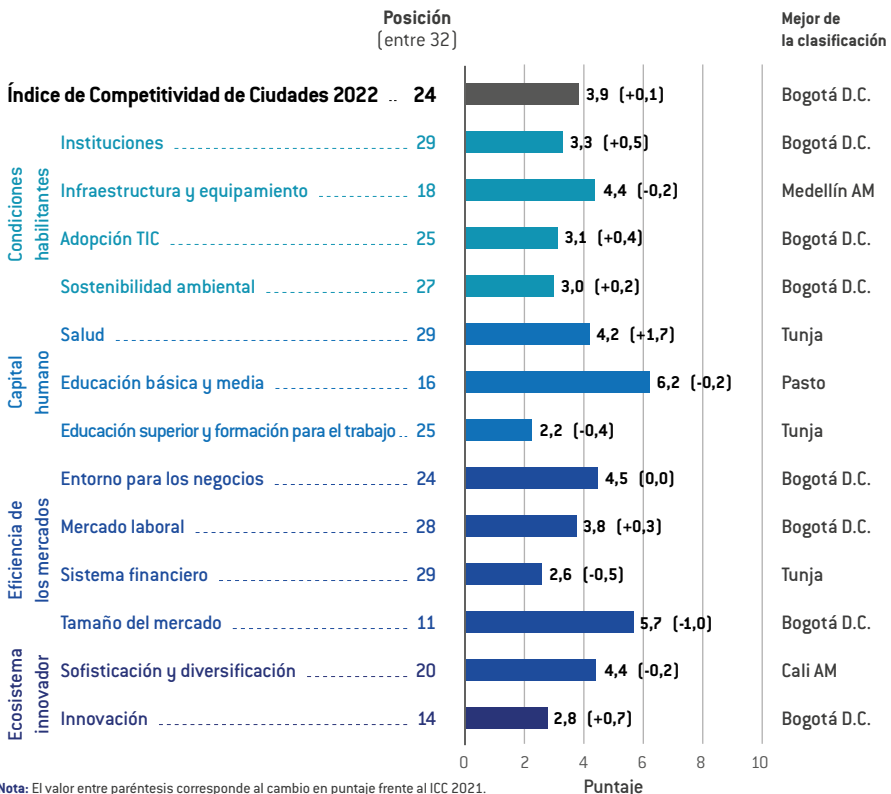 Posición
(entre 32)
Mejor de
la clasificación
Índice de Competitividad de Ciudades 2022 .. 24 3,9 (+0,1) Bogotá D.C.
Condiciones
habilitantes
Instituciones 29 3,3 (+0,5) Bogotá D.C.
Infraestructura y equipamiento 18 4,4 (-0,2) Medellín AM
Adopción TIC 25 3,1 (+0,4) Bogotá D.C.
Sostenibilidad ambiental 27 3,0 (+0,2) Bogotá D.C.
Capital
humano
Salud 29 4,2 (+1,7) Tunja
Educación básica y media 16 6,2 (-0,2) Pasto
Educación superior y formación para el trabajo .. 25 2,2 (-0,4) Tunja
Eficiencia de
los mercados
Entorno para los negocios 24 4,5 (0,0) Bogotá D.C.
Mercado laboral 28 3,8 (+0,3) Bogotá D.C.
Sistema financiero 29 2,6 (-0,5) Tunja
Tamaño del mercado 11 5,7 (-1,0) Bogotá D.C.
Ecosistema
innovador
Sofisticación y diversificación 20 4,4 (-0,2) Cali AM
Innovación 14 2,8 (+0,7) Bogotá D.C.
0 2 4 6 8 10
Puntaje
Nota: El valor entre paréntesis corresponde al cambio en puntaje frente al ICC 2021.